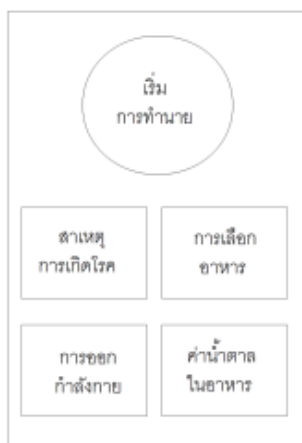 เริ่ม
การทำนาย
สาเหตุ
การเกิดโรค
การเลือก
อาหาร
การออก
กำลังกาย
ค่าน้ำตาล
ในอาหาร